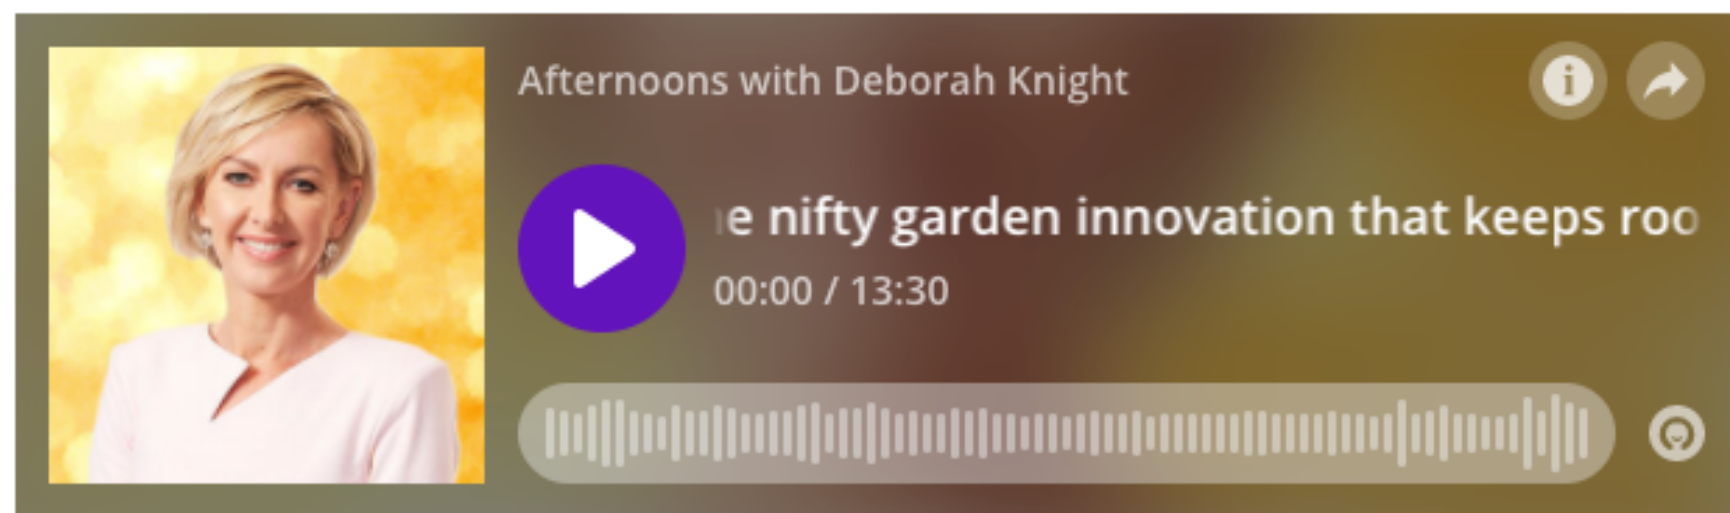 Afternoons with Deborah Knight
e nifty garden innovation that keeps roo
00:00 / 13:30